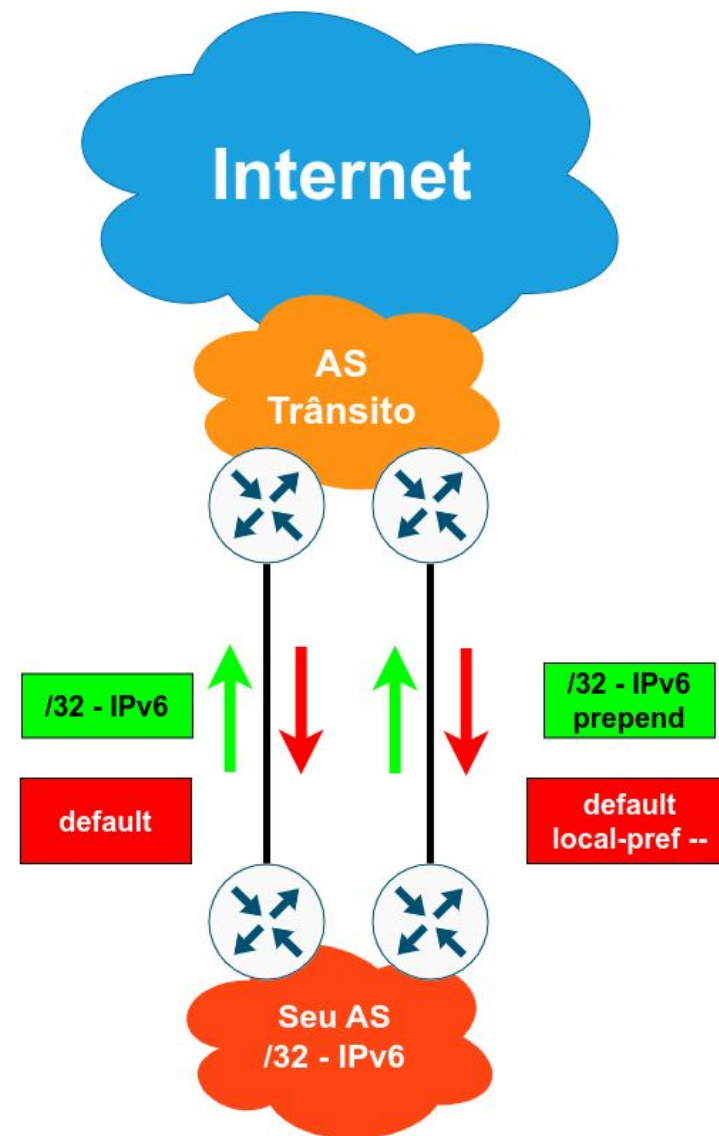 Internet
AS
Trânsito
/32 - IPv6
/32 - IPv6
prepend
default
default
local-pref --
Seu AS
/32 - IPv6